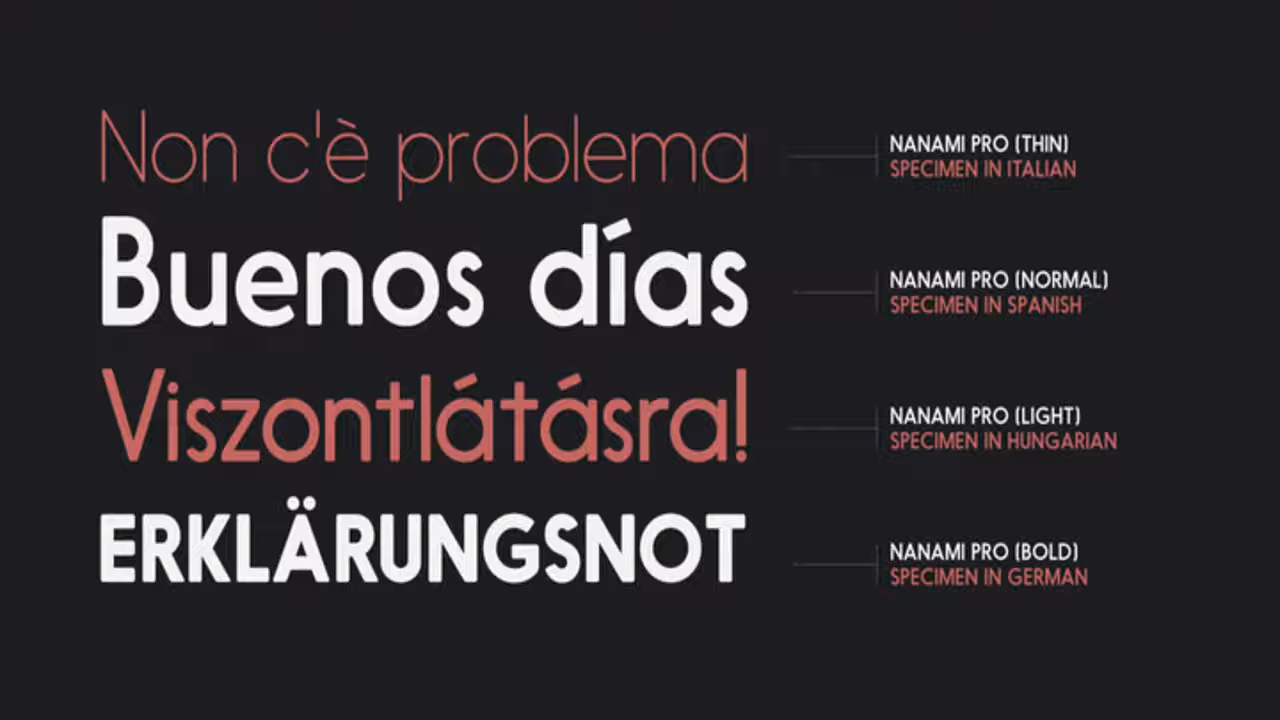 Non c'è problema
NANAMI PRO (THIN)
SPECIMEN IN ITALIAN
Buenos días
NANAMI PRO (NORMAL)
SPECIMEN IN SPANISH
Viszontlátásra!
NANAMI PRO (LIGHT)
SPECIMEN IN HUNGARIAN
ERKLÄRUNGSNOT
NANAMI PRO (BOLD)
SPECIMEN IN GERMAN